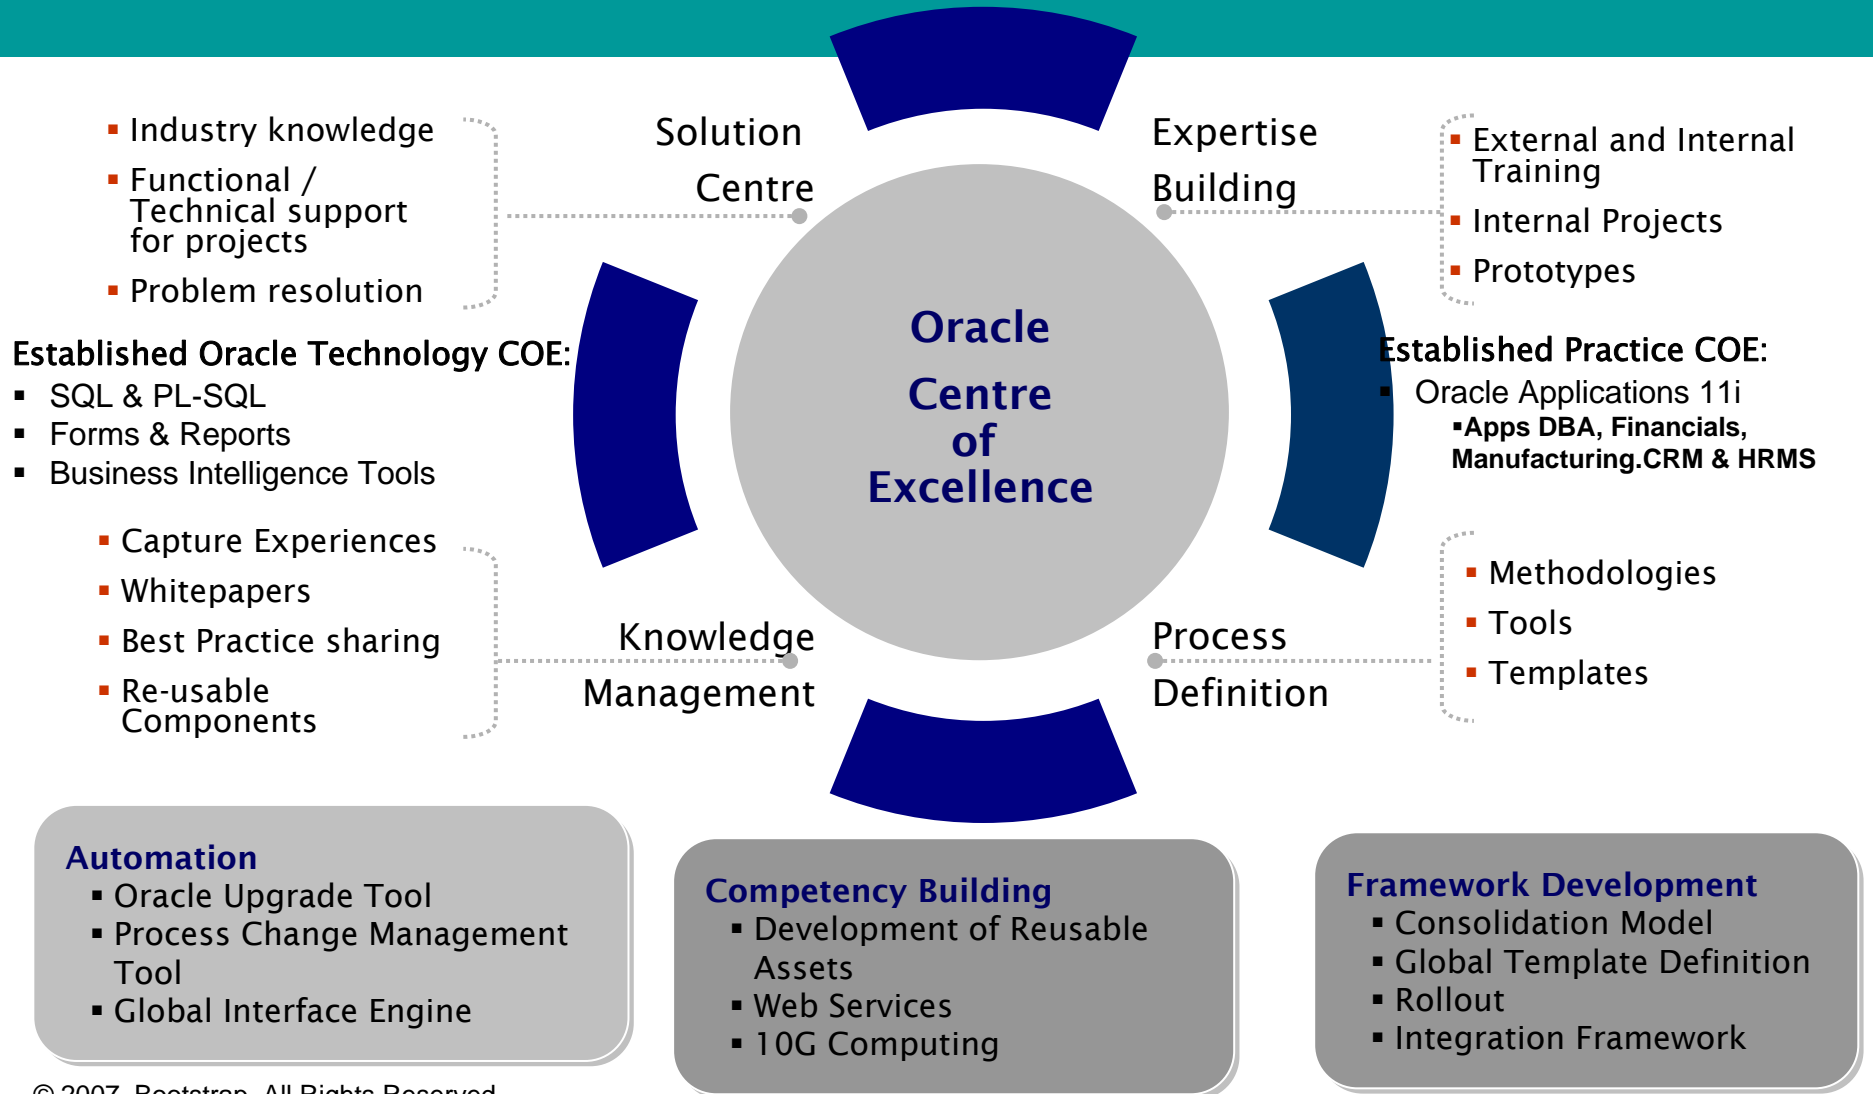 Industry knowledge
Functional /
Technical support
for projects
Problem resolution
Solution
Centre
Expertise
Building
External and Internal
Training
Internal Projects
Prototypes
Established Oracle Technology COE:
SQL & PL-SQL
Forms & Reports
Business Intelligence Tools
Oracle
Centre
of
Excellence
Established Practice COE:
Oracle Applications 11i
Apps DBA, Financials,
Manufacturing.CRM & HRMS
Capture Experiences
Whitepapers
Best Practice sharing
Re-usable
Components
Knowledge
Management
Process
Definition
Methodologies
Tools
Templates
Automation
Oracle Upgrade Tool
Process Change Management
Tool
Global Interface Engine
Competency Building
Development of Reusable
Assets
Web Services
10G Computing
Framework Development
Consolidation Model
Global Template Definition
Rollout
Integration Framework
© 2007, Bootstrap, All Rights Reserved